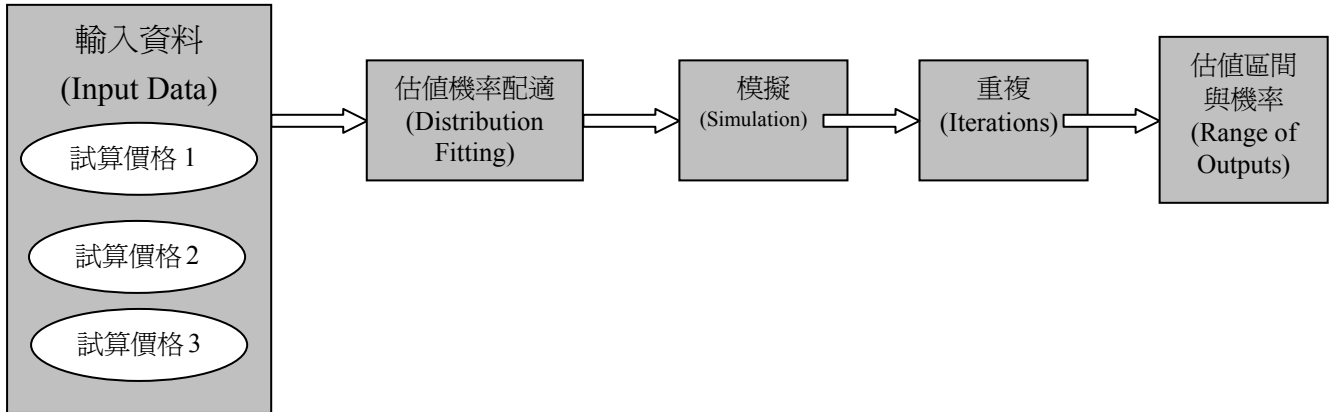 輸入資料
(Input Data)
試算價格 1
試算價格 2
試算價格 3
估值機率配適
(Distribution
Fitting)
模擬
(Simulation)
重複
(Iterations)
估值區間
與機率
(Range of
Outputs)